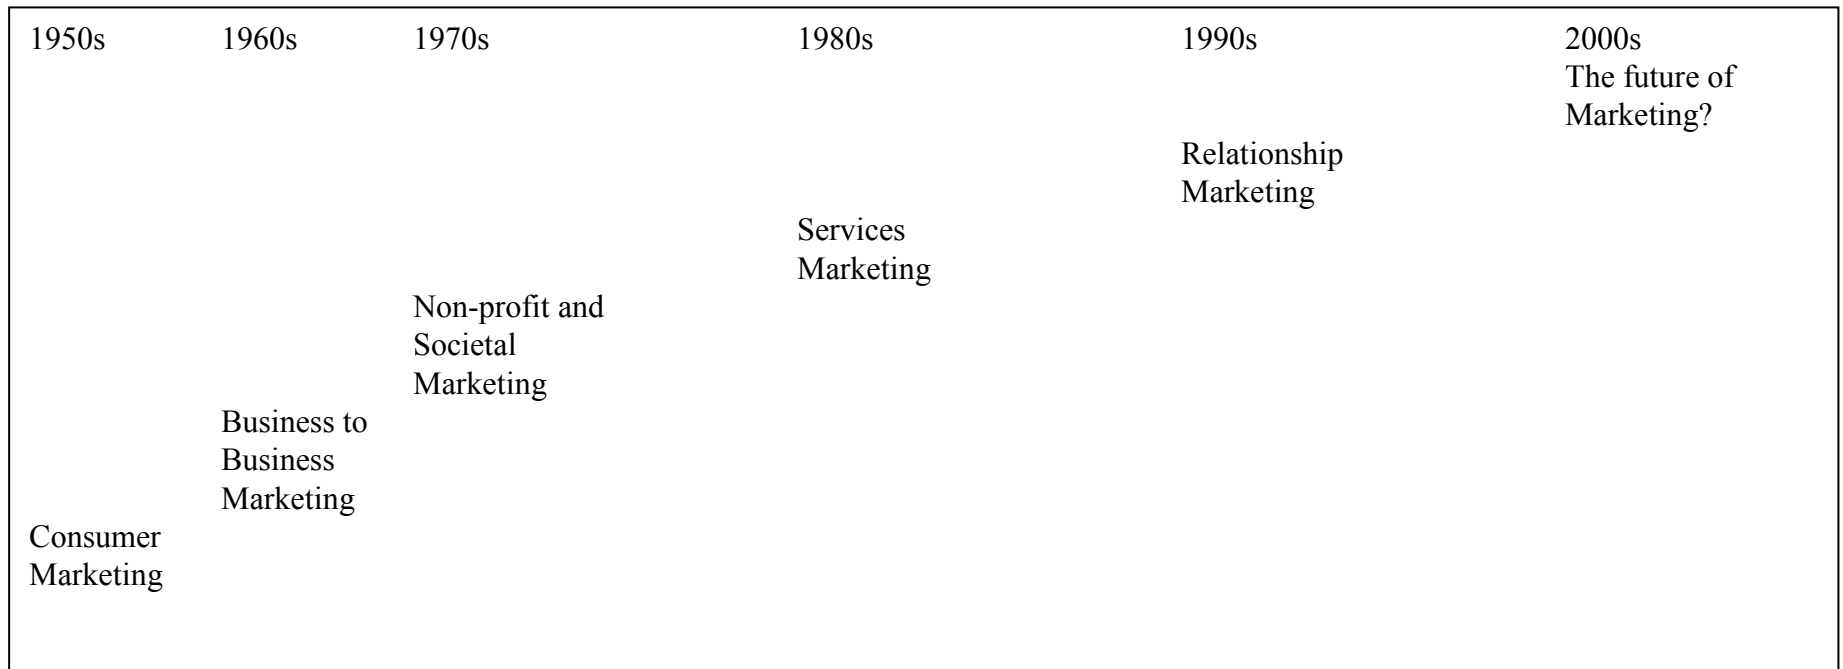 1950s 1960s 1970s 1980s 1990s 2000s
The future of
Marketing?
Relationship
Marketing
Services
Marketing
Non-profit and
Societal
Marketing
Business to
Business
Marketing
Consumer
Marketing